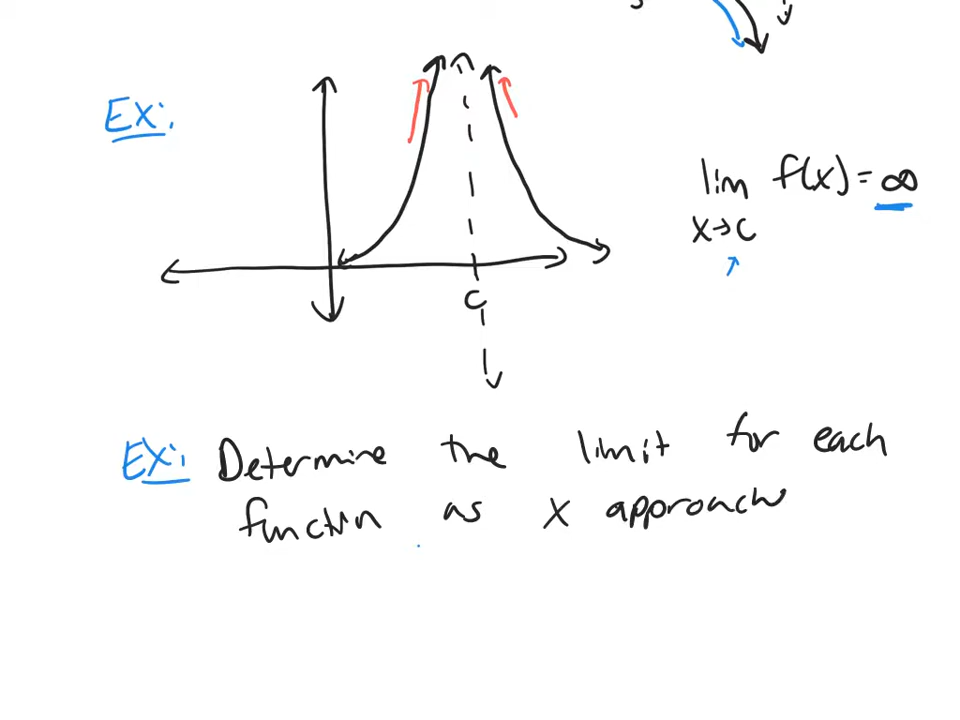 Ex:
lim f(x) = ∞
x→c
c
Ex: Determine the limit for each
function as x approach